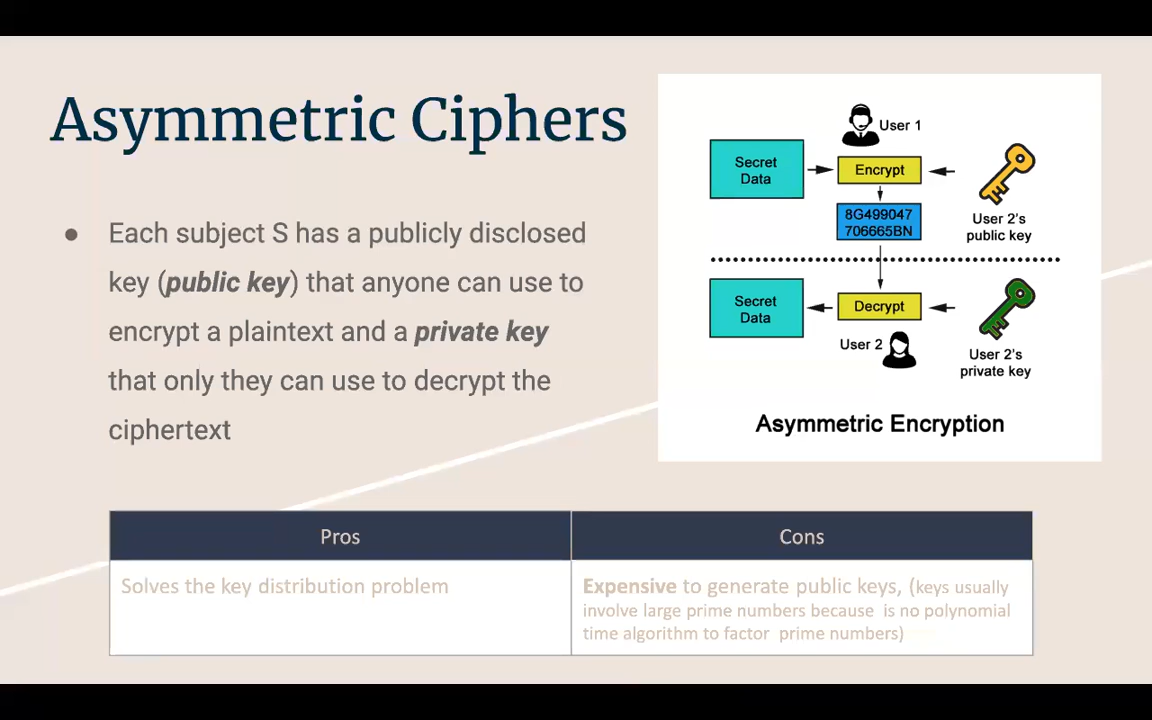 Asymmetric Ciphers
● Each subject S has a publicly disclosed
key (public key) that anyone can use to
encrypt a plaintext and a private key
that only they can use to decrypt the
ciphertext
User 1
Secret
Data
Encrypt
8G499047
706665BN
User 2's
public key
Secret
Data
Decrypt
User 2
User 2's
private key
Asymmetric Encryption
Pros
Cons
Solves the key distribution problem
Expensive to generate public keys, (keys usually
involve large prime numbers because is no polynomial
time algorithm to factor prime numbers)